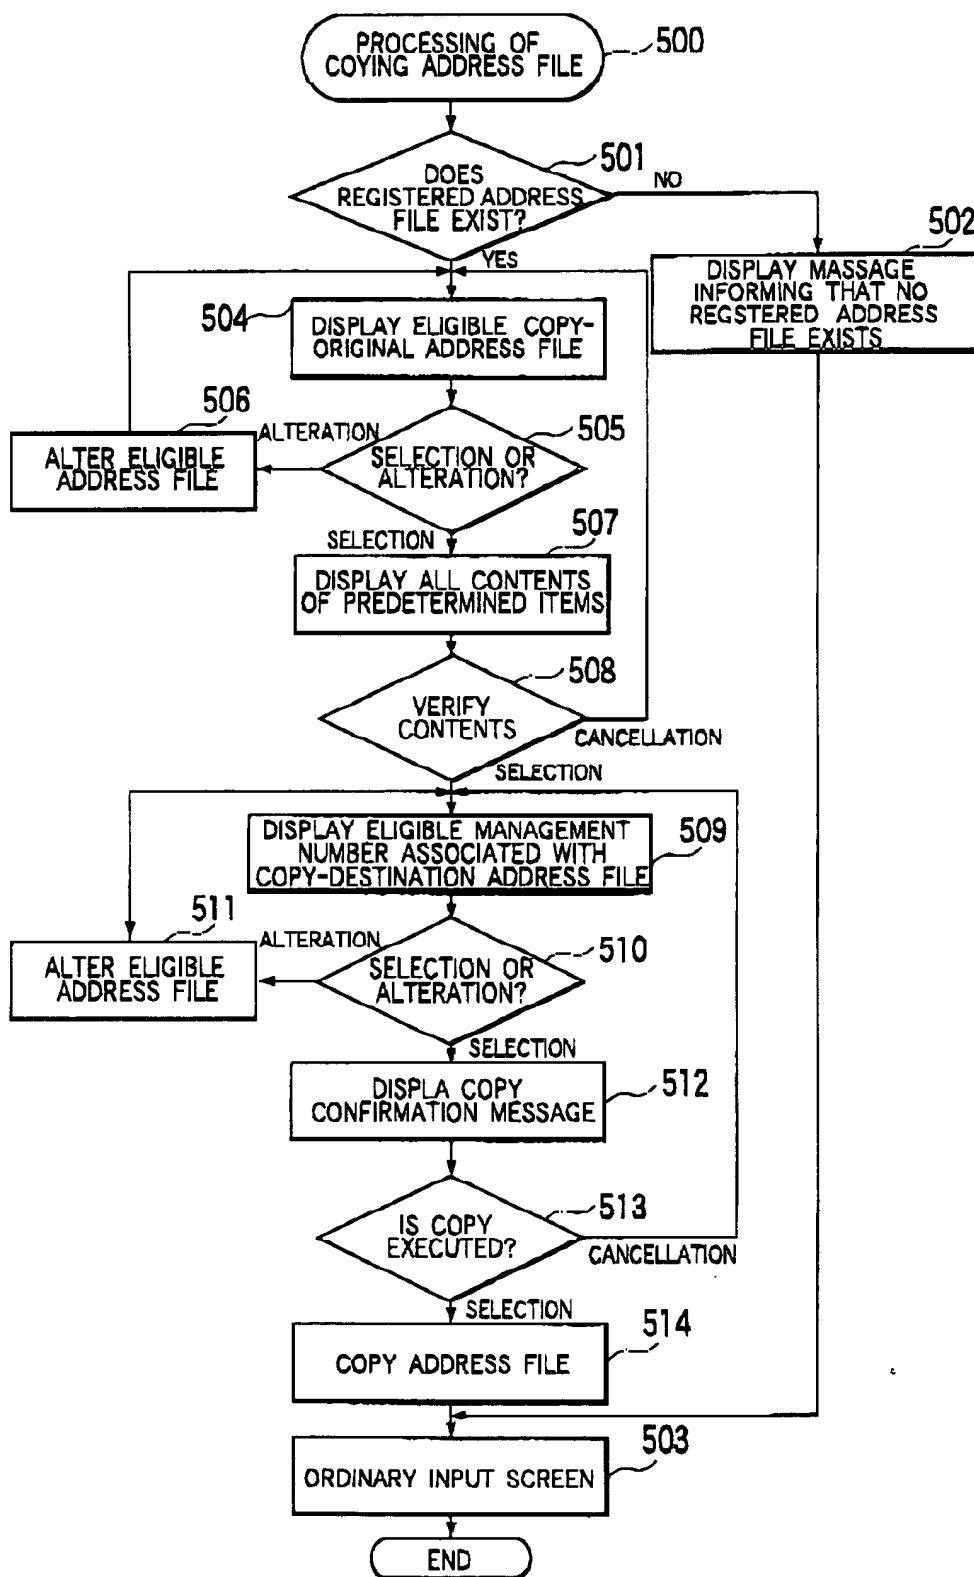 PROCESSING OF
COYING ADDRESS FILE
500
501
DOES
REGISTERED ADDRESS
FILE EXIST?
NO
YES
502
DISPLAY MASSAGE
INFORMING THAT NO
REGSTERED ADDRESS
FILE EXISTS
504
DISPLAY ELIGIBLE COPY-
ORIGINAL ADDRESS FILE
506
ALTERATION
505
ALTER ELIGIBLE
ADDRESS FILE
SELECTION OR
ALTERATION?
SELECTION
507
DISPLAY ALL CONTENTS
OF PREDETERMINED ITEMS
508
VERIFY
CONTENTS
CANCELLATION
SELECTION
DISPLAY ELIGIBLE MANAGEMENT
NUMBER ASSOCIATED WITH
COPY-DESTINATION ADDRESS FILE
509
511
ALTERATION
510
ALTER ELIGIBLE
ADDRESS FILE
SELECTION OR
ALTERATION?
SELECTION
DISPLA COPY
CONFIRMATION MESSAGE
512
513
IS COPY
EXECUTED?
CANCELLATION
SELECTION
514
COPY ADDRESS FILE
503
ORDINARY INPUT SCREEN
END